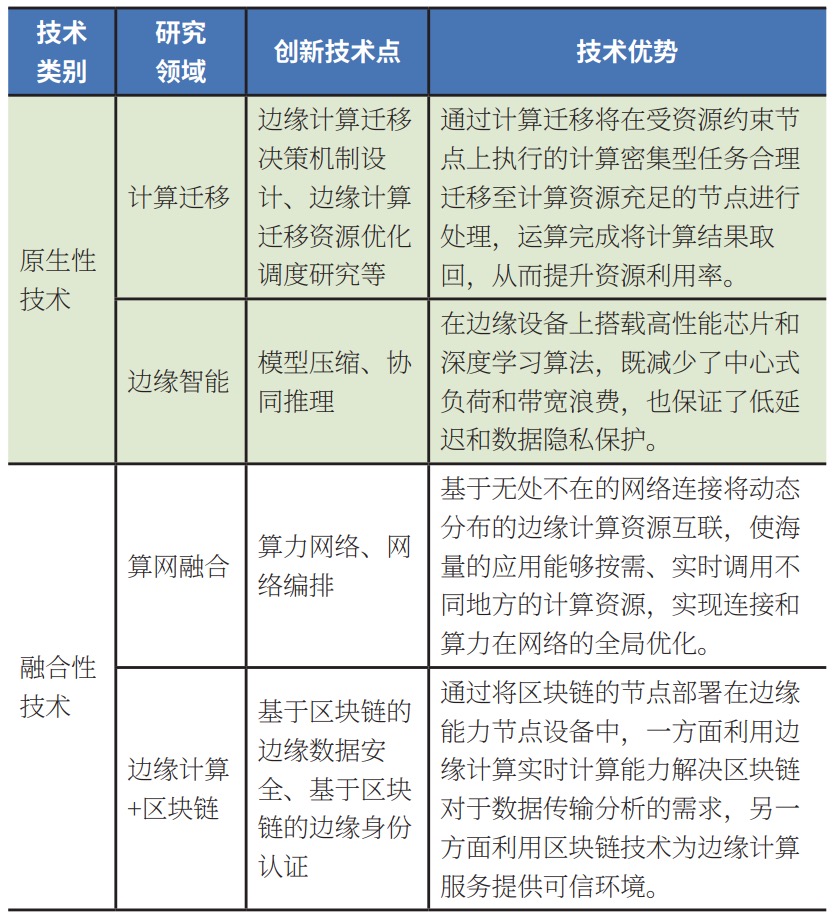 技术
类别
研究
领域
创新技术点
技术优势
原生性
技术
计算迁移
边缘计算迁移
决策机制设
计、边缘计算
迁移资源优化
调度研究等
通过计算迁移将在受资源约束节
点上执行的计算密集型任务合理
迁移至计算资源充足的节点进行
处理，运算完成将计算结果取
回，从而提升资源利用率。
边缘智能
模型压缩、协
同推理
在边缘设备上搭载高性能芯片和
深度学习算法，既减少了中心式
负荷和带宽浪费，也保证了低延
迟和数据隐私保护。
融合性
技术
算网融合
算力网络、网
络编排
基于无处不在的网络连接将动态
分布的边缘计算资源互联，使海
量的应用能够按需、实时调用不
同地方的计算资源，实现连接和
算力在网络的全局优化。
边缘计算
+区块链
基于区块链的
边缘数据安
全、基于区块
链的边缘身份
认证
通过将区块链的节点部署在边缘
能力节点设备中，一方面利用边
缘计算实时计算能力解决区块链
对于数据传输分析的需求，另一
方面利用区块链技术为边缘计算
服务提供可信环境。